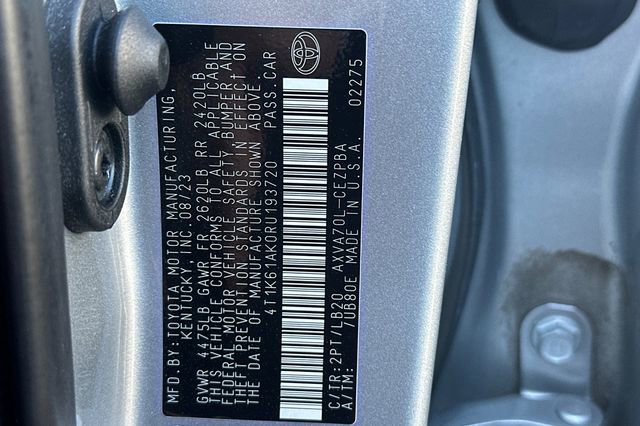 MFD.BY:TOYOTA MOTOR MANUFACTURING,
KENTUCKY, INC. 08/23
GVWR 4475LB GAWR FR 2620LB RR 2420LB
THIS VEHICLE CONFORMS TO ALL APPLICABLE
FEDERAL MOTOR VEHICLE SAFETY, BUMPER AND
THEFT PREVENTION STANDARDS IN EFFECT ON
THE DATE OF MANUFACTURE SHOWN ABOVE.
4T1K61AK0RU193720 PASS.CAR
02275
C/TR:2PT/LB20 AXVA70L-CEZPBA
A/TM: /UB80E MADE IN U.S.A.